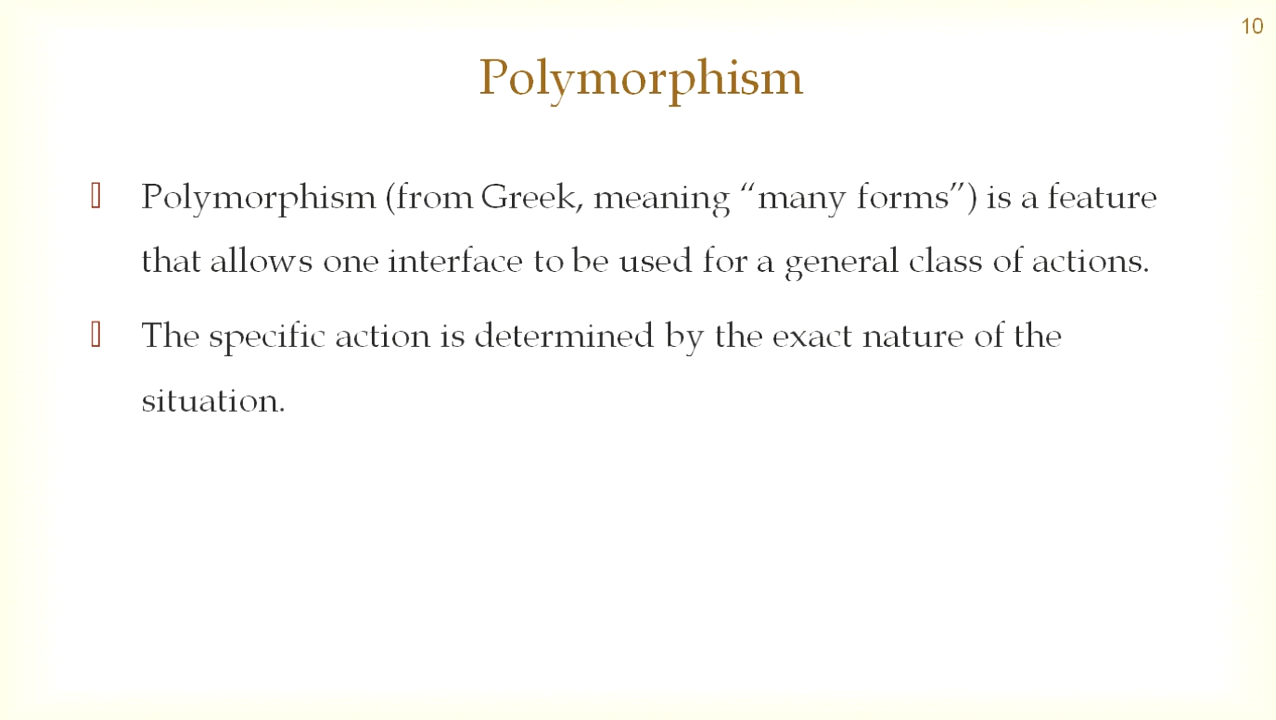 10
Polymorphism
Polymorphism (from Greek, meaning “many forms”) is a feature
that allows one interface to be used for a general class of actions.
The specific action is determined by the exact nature of the
situation.